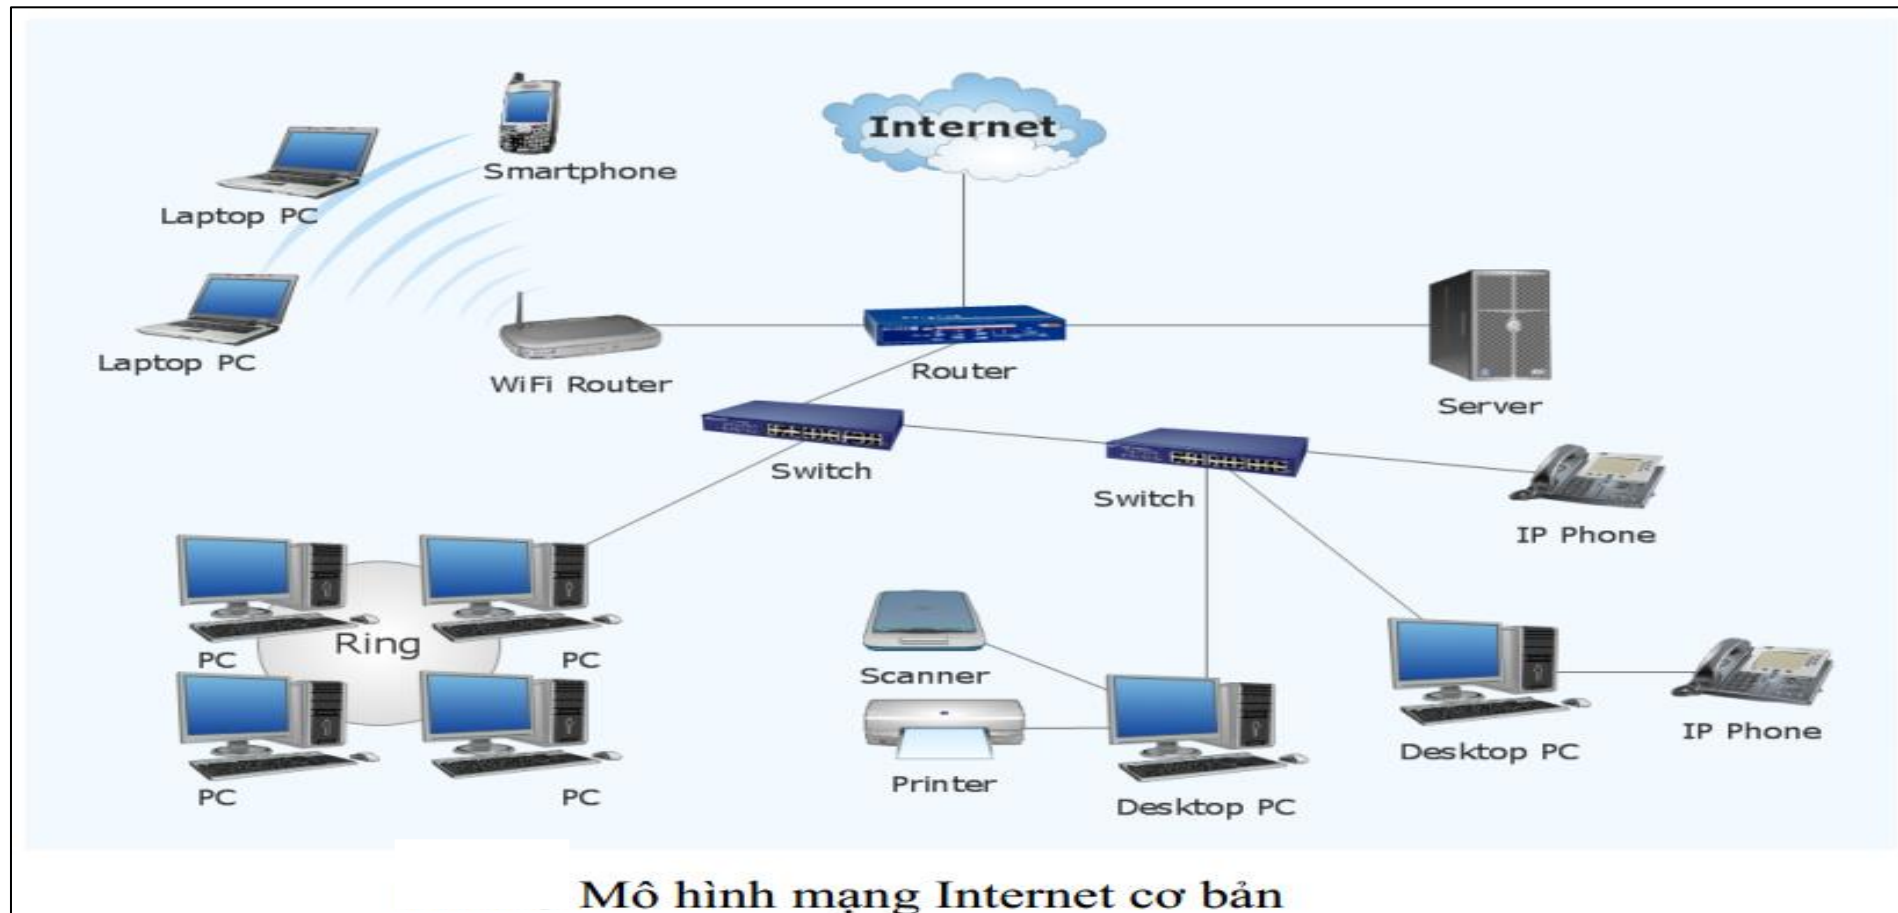 Internet
Smartphone
Laptop PC
Laptop PC
WiFi Router
Router
Server
Switch
Switch
IP Phone
Ring
PC
PC
PC
PC
Scanner
Printer
Desktop PC
Desktop PC
IP Phone
Mô hình mạng Internet cơ bản